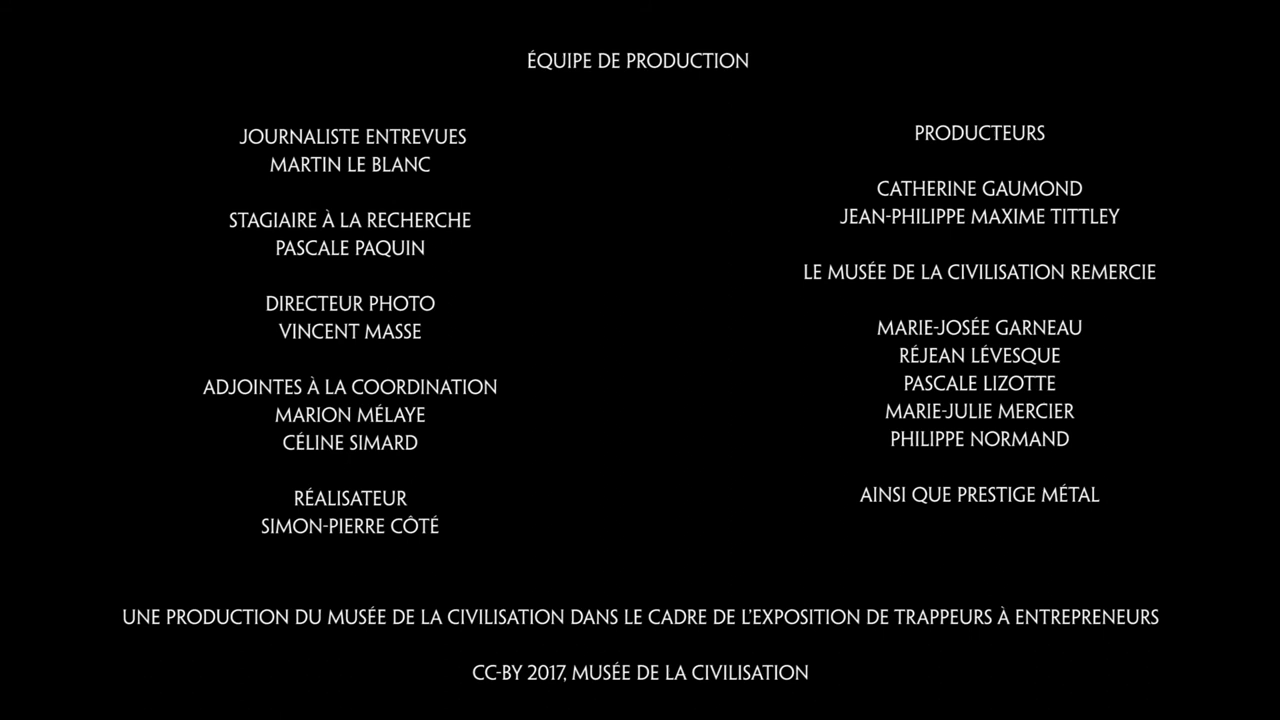 ÉQUIPE DE PRODUCTION
JOURNALISTE ENTREVUES
MARTIN LE BLANC
STAGIAIRE À LA RECHERCHE
PASCALE PAQUIN
DIRECTEUR PHOTO
VINCENT MASSE
ADJOINTES À LA COORDINATION
MARION MÉLAYE
CÉLINE SIMARD
RÉALISATEUR
SIMON-PIERRE CÔTÉ
PRODUCTEURS
CATHERINE GAUMOND
JEAN-PHILIPPE MAXIME TITTLEY
LE MUSÉE DE LA CIVILISATION REMERCIE
MARIE-JOSÉE GARNEAU
RÉJEAN LÉVESQUE
PASCALE LIZOTTE
MARIE-JULIE MERCIER
PHILIPPE NORMAND
AINSI QUE PRESTIGE MÉTAL
UNE PRODUCTION DU MUSÉE DE LA CIVILISATION DANS LE CADRE DE L'EXPOSITION DE TRAPPEURS À ENTREPRENEURS
CC-BY 2017, MUSÉE DE LA CIVILISATION